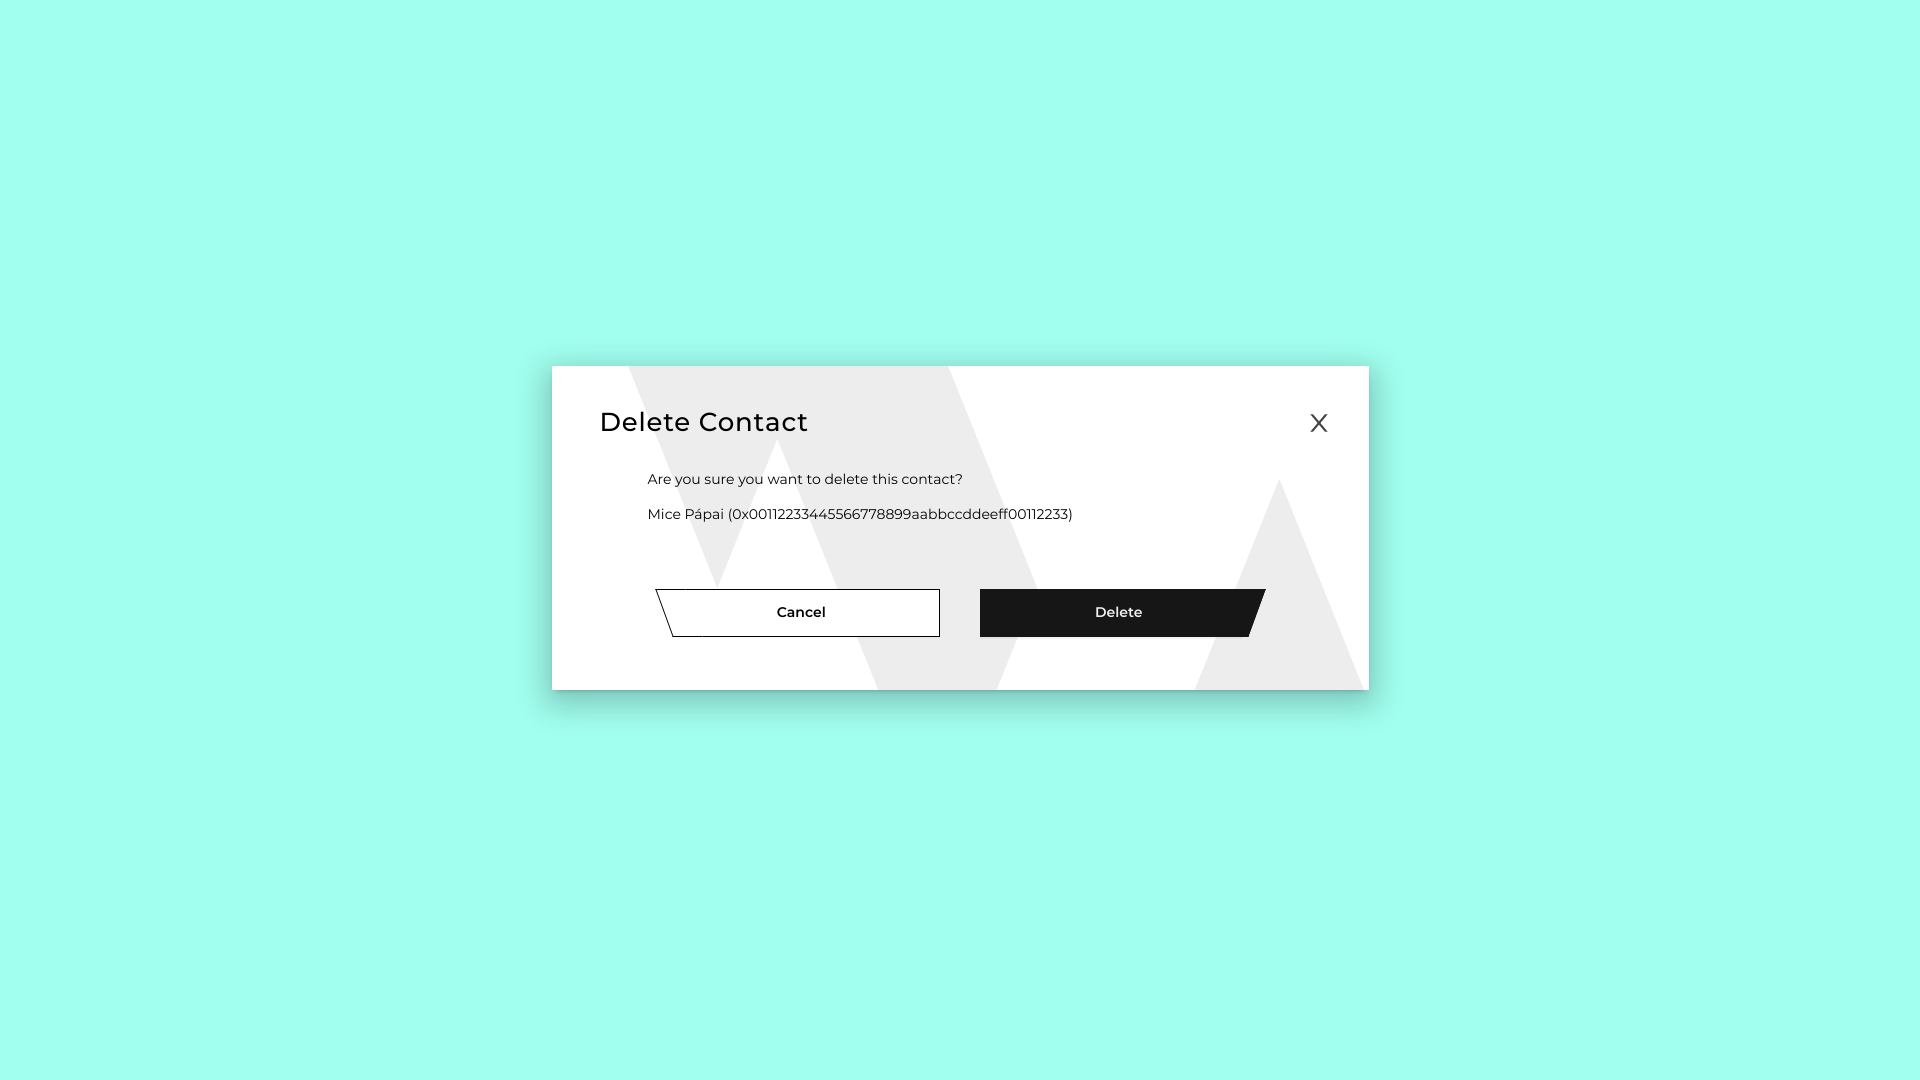 Delete Contact
X
Are you sure you want to delete this contact?
Mice Pápai (0x00112233445566778899aabbccddeeff00112233)
Cancel
Delete